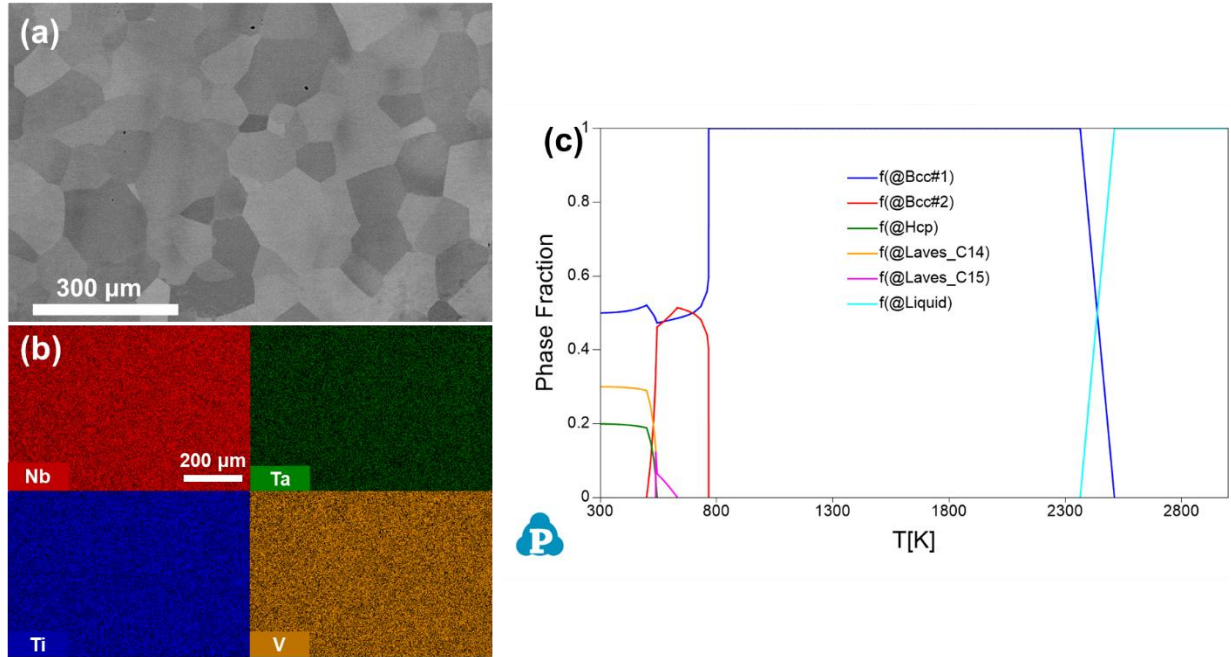 (a)
300 µm
(b)
Nb
200 µm
Ta
Ti
V
(c)
Phase Fraction
1
0.8
0.6
0.4
0.2
0
300
800
1300
1800
2300
2800
T[K]
f(@Bcc#1)
f(@Bcc#2)
f(@Hcp)
f(@Laves_C14)
f(@Laves_C15)
f(@Liquid)
P